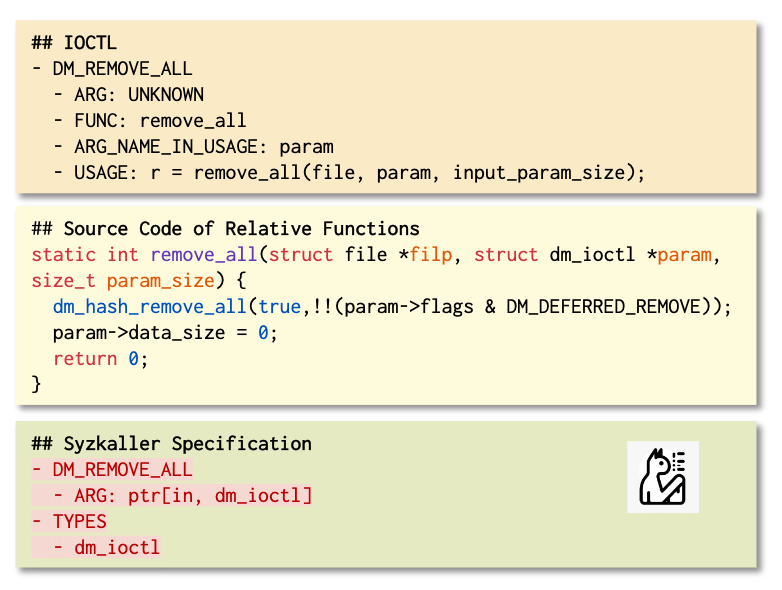 ## IOCTL
- DM_REMOVE_ALL
  - ARG: UNKNOWN
  - FUNC: remove_all
  - ARG_NAME_IN_USAGE: param
  - USAGE: r = remove_all(file, param, input_param_size);
## Source Code of Relative Functions
static int remove_all(struct file *filp, struct dm_ioctl *param,
size_t param_size) {
  dm_hash_remove_all(true,!!(param->flags & DM_DEFERRED_REMOVE));
  param->data_size = 0;
  return 0;
}
## Syzkaller Specification
- DM_REMOVE_ALL
  - ARG: ptr[in, dm_ioctl]
- TYPES
  - dm_ioctl